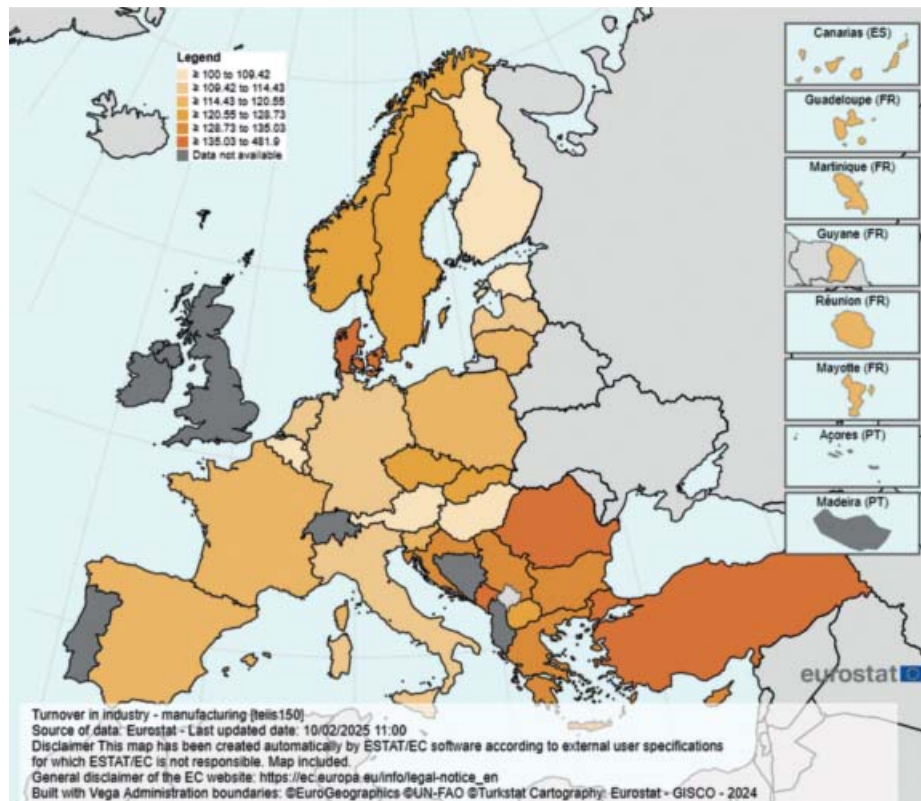 Legend
≥ 100 to 109.42
≥ 109.42 to 114.43
≥ 114.43 to 120.55
≥ 120.55 to 128.73
≥ 128.73 to 135.03
≥ 135.03 to 481.9
Data not available
Canarias (ES)
Guadeloupe (FR)
Martinique (FR)
Guyane (FR)
Réunion (FR)
Mayotte (FR)
Açores (PT)
Madeira (PT)
eurostat
Turnover in industry - manufacturing [teiis150]
Source of data: Eurostat - Last updated date: 10/02/2025 11:00
Disclaimer This map has been created automatically by ESTAT/EC software according to external user specifications
for which ESTAT/EC is not responsible. Map included.
General disclaimer of the EC website: https://ec.europa.eu/info/legal-notice_en
Built with Vega Administration boundaries: ©EuroGeographics ©UN-FAO ©Turkstat Cartography: Eurostat - GISCO - 2024